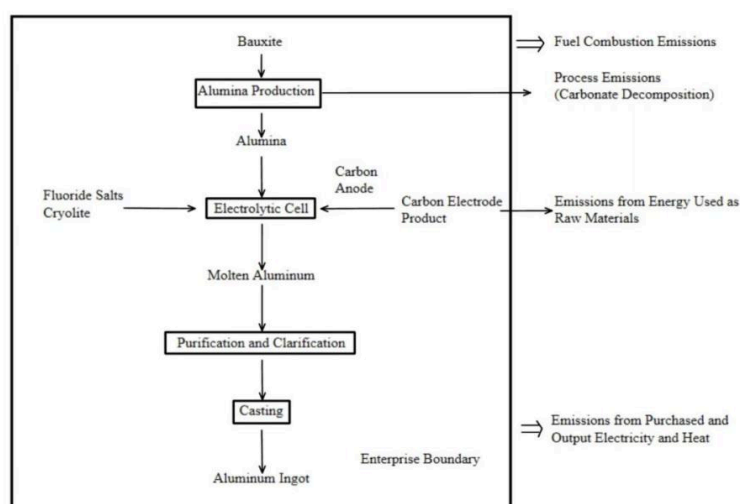 Bauxite
Fuel Combustion Emissions
Alumina Production
Process Emissions
(Carbonate Decomposition)
Alumina
Carbon
Anode
Fluoride Salts
Cryolite
Electrolytic Cell
Carbon Electrode
Product
Emissions from Energy Used as
Raw Materials
Molten Aluminum
Purification and Clarification
Casting
Emissions from Purchased and
Output Electricity and Heat
Enterprise Boundary
Aluminum Ingot